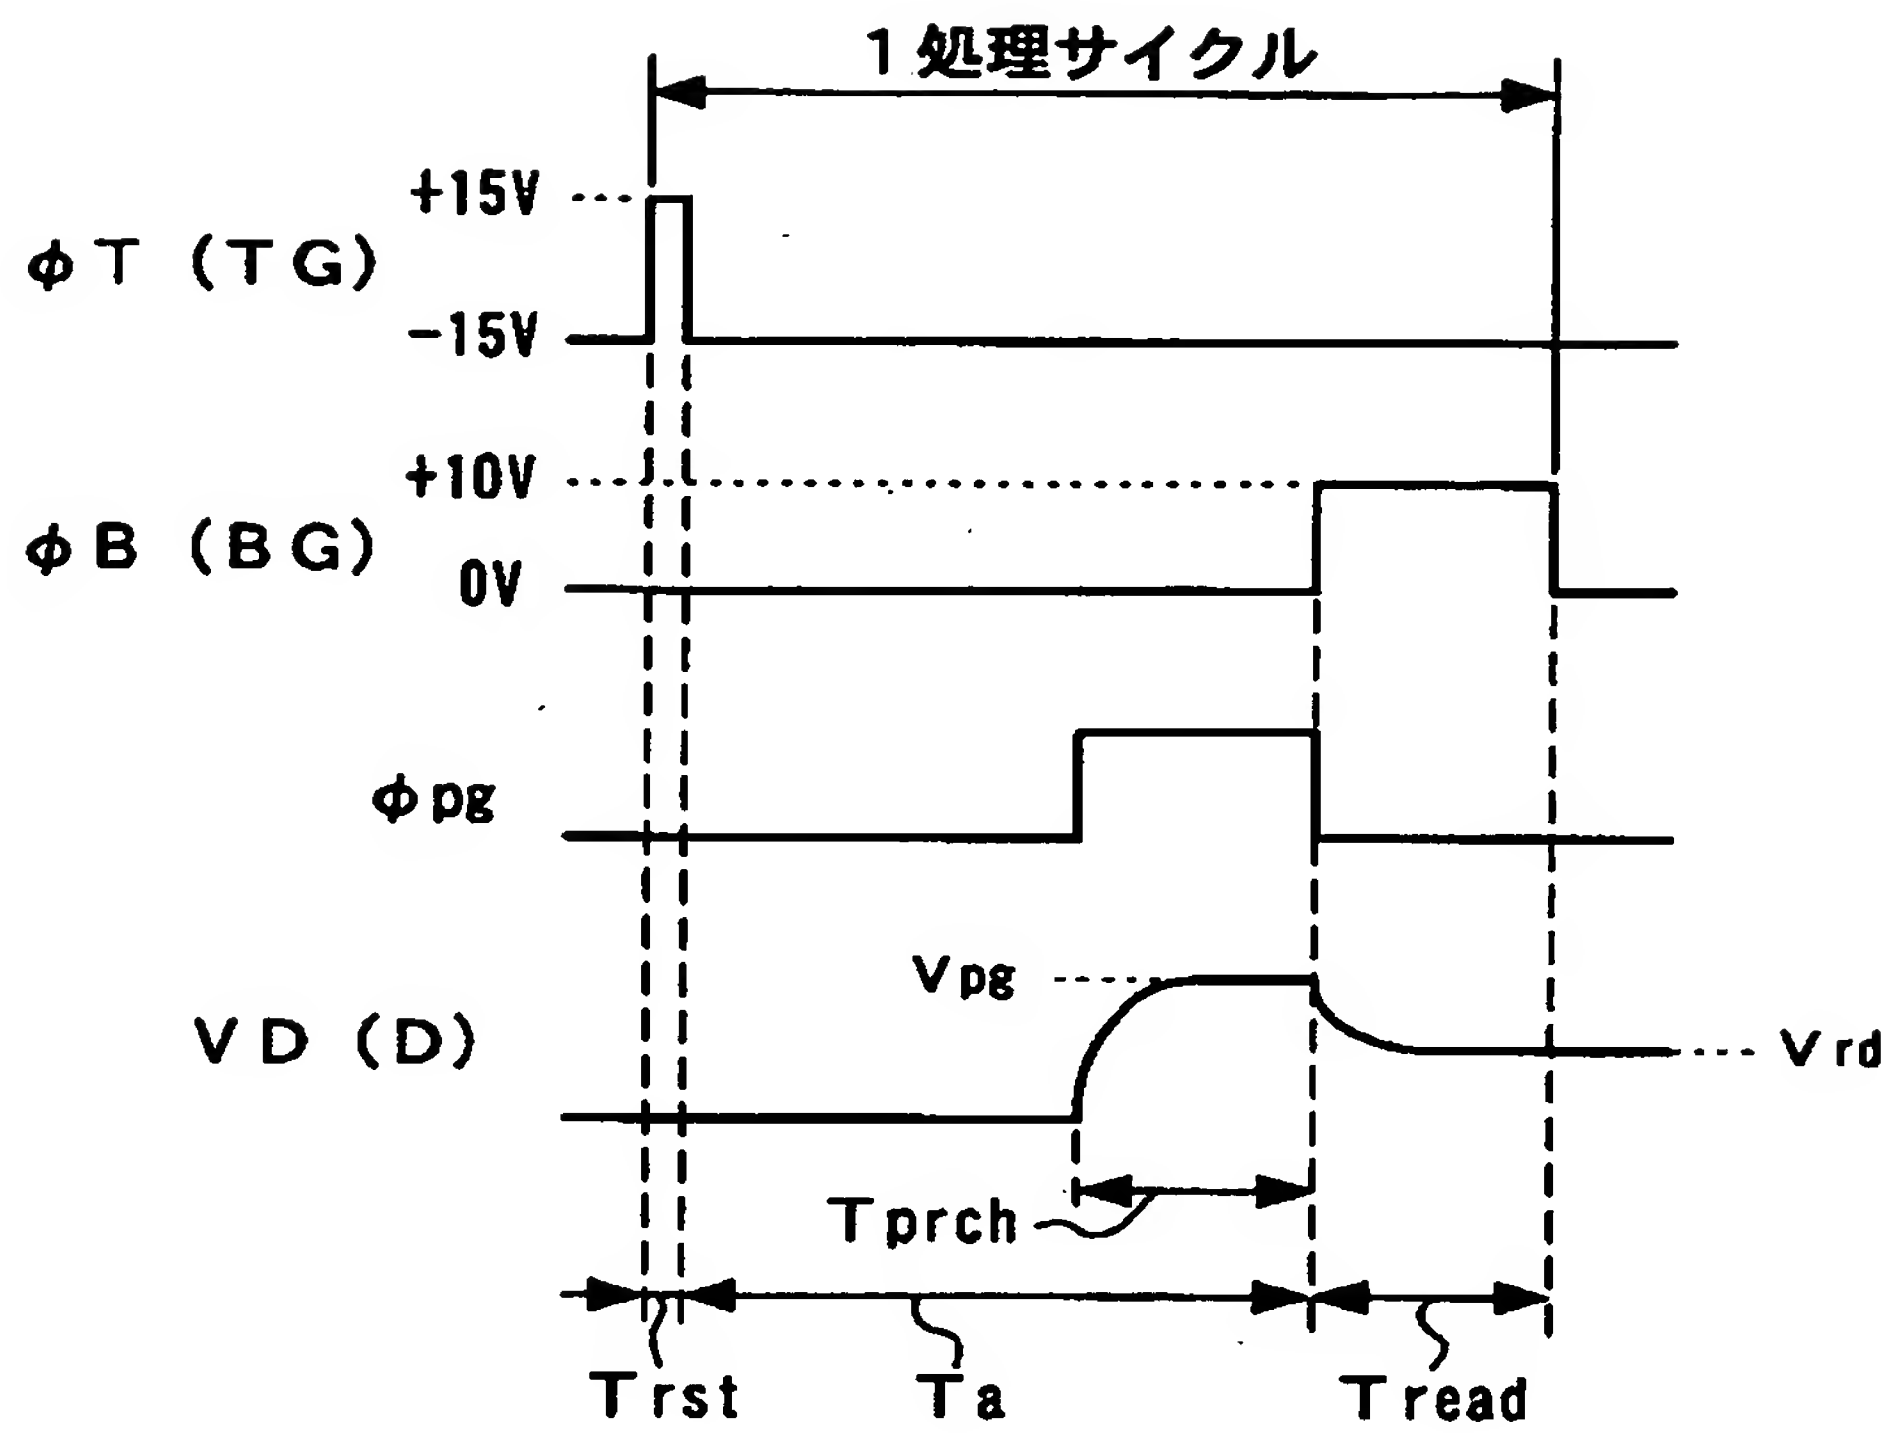 1処理サイクル
+15V
φT (TG)
-15V
+10V
φB (BG)
0V
φpg
Vpg
VD (D)
Vrd
Tprch
Trst
Ta
Tread